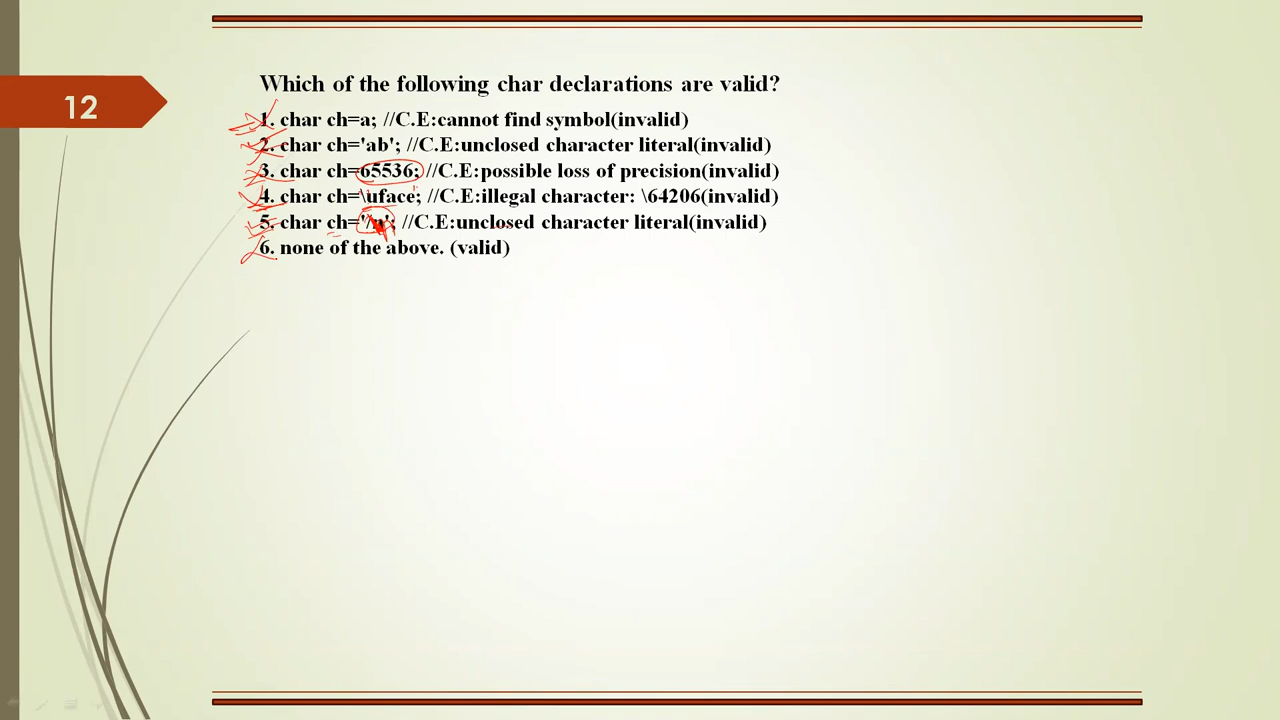 12
Which of the following char declarations are valid?
1. char ch=a; //C.E:cannot find symbol(invalid)
2. char ch='ab'; //C.E:unclosed character literal(invalid)
3. char ch=65536; //C.E:possible loss of precision(invalid)
4. char ch=\uface; //C.E:illegal character: \64206(invalid)
5. char ch='/n'; //C.E:unclosed character literal(invalid)
6. none of the above. (valid)